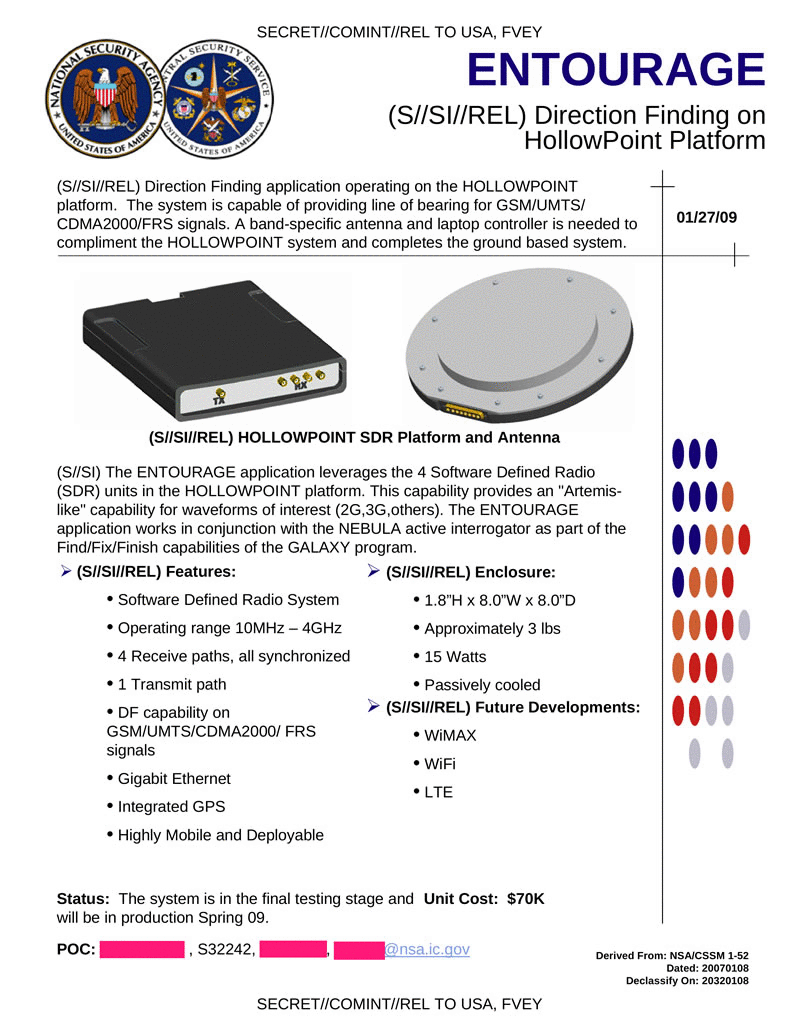 SECRET//COMINT//REL TO USA, FVEY
NATIONAL SECURITY AGENCY
UNITED STATES OF AMERICA
TRAL SECURITY SERVICE
UNITED STATES OF AMERICA
ENTOURAGE
(S//SI//REL) Direction Finding on
HollowPoint Platform
(S//SI//REL) Direction Finding application operating on the HOLLOWPOINT
platform. The system is capable of providing line of bearing for GSM/UMTS/
CDMA2000/FRS signals. A band-specific antenna and laptop controller is needed to
compliment the HOLLOWPOINT system and completes the ground based system.
01/27/09
TX
RX
(S//SI//REL) HOLLOWPOINT SDR Platform and Antenna
(S//SI) The ENTOURAGE application leverages the 4 Software Defined Radio
(SDR) units in the HOLLOWPOINT platform. This capability provides an "Artemis-
like" capability for waveforms of interest (2G,3G,others). The ENTOURAGE
application works in conjunction with the NEBULA active interrogator as part of the
Find/Fix/Finish capabilities of the GALAXY program.
(S//SI//REL) Features:
• Software Defined Radio System
• Operating range 10MHz – 4GHz
• 4 Receive paths, all synchronized
• 1 Transmit path
• DF capability on
GSM/UMTS/CDMA2000/ FRS
signals
• Gigabit Ethernet
• Integrated GPS
• Highly Mobile and Deployable
(S//SI//REL) Enclosure:
• 1.8”H x 8.0”W x 8.0”D
• Approximately 3 lbs
• 15 Watts
• Passively cooled
(S//SI//REL) Future Developments:
• WiMAX
• WiFi
• LTE
Status: The system is in the final testing stage and
will be in production Spring 09.
Unit Cost: $70K
POC: , S32242, , @nsa.ic.gov
Derived From: NSA/CSSM 1-52
Dated: 20070108
Declassify On: 20320108
SECRET//COMINT//REL TO USA, FVEY